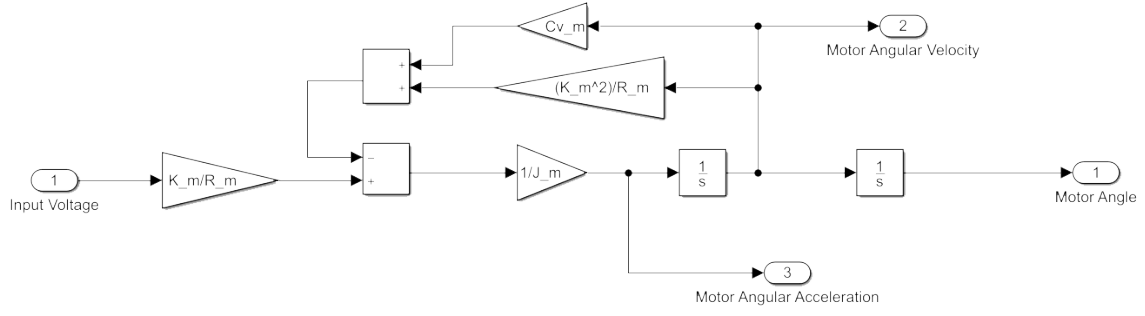 Cv_m
2
Motor Angular Velocity
+
+
(K_m^2)/R_m
1
Input Voltage
K_m/R_m
−
+
1/J_m
1
s
1
s
1
Motor Angle
3
Motor Angular Acceleration